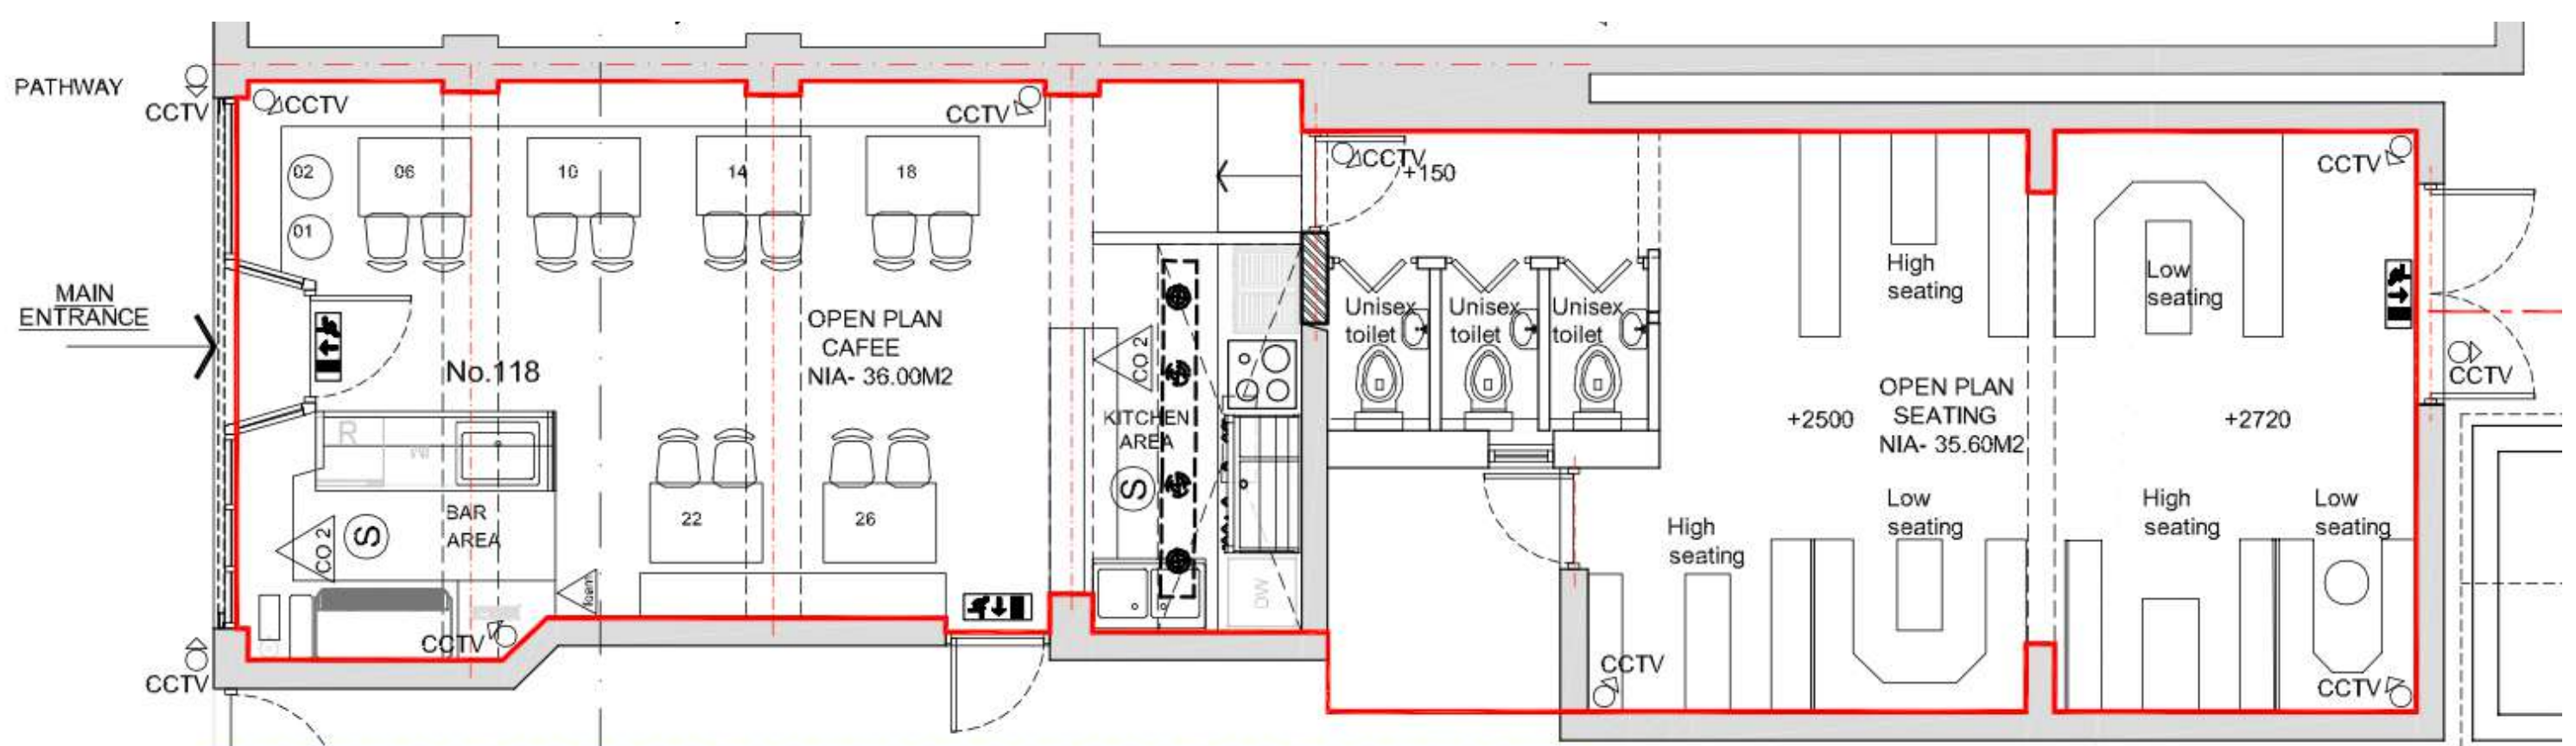 PATHWAY
CCTV
CCTV
CCTV
CCTV
+150
CCTV
02
06
10
14
18
01
High
seating
Low
seating
MAIN
ENTRANCE
Unisex
toilet
Unisex
toilet
Unisex
toilet
OPEN PLAN
CAFEE
NIA- 36.00M2
No.118
CO 2
CCTV
KITCHEN
AREA
OPEN PLAN
SEATING
NIA- 35.60M2
+2500
+2720
R
S
BAR
AREA
22
26
S
CO 2
High
seating
Low
seating
High
seating
Low
seating
DW
CCTV
CCTV
CCTV
CCTV